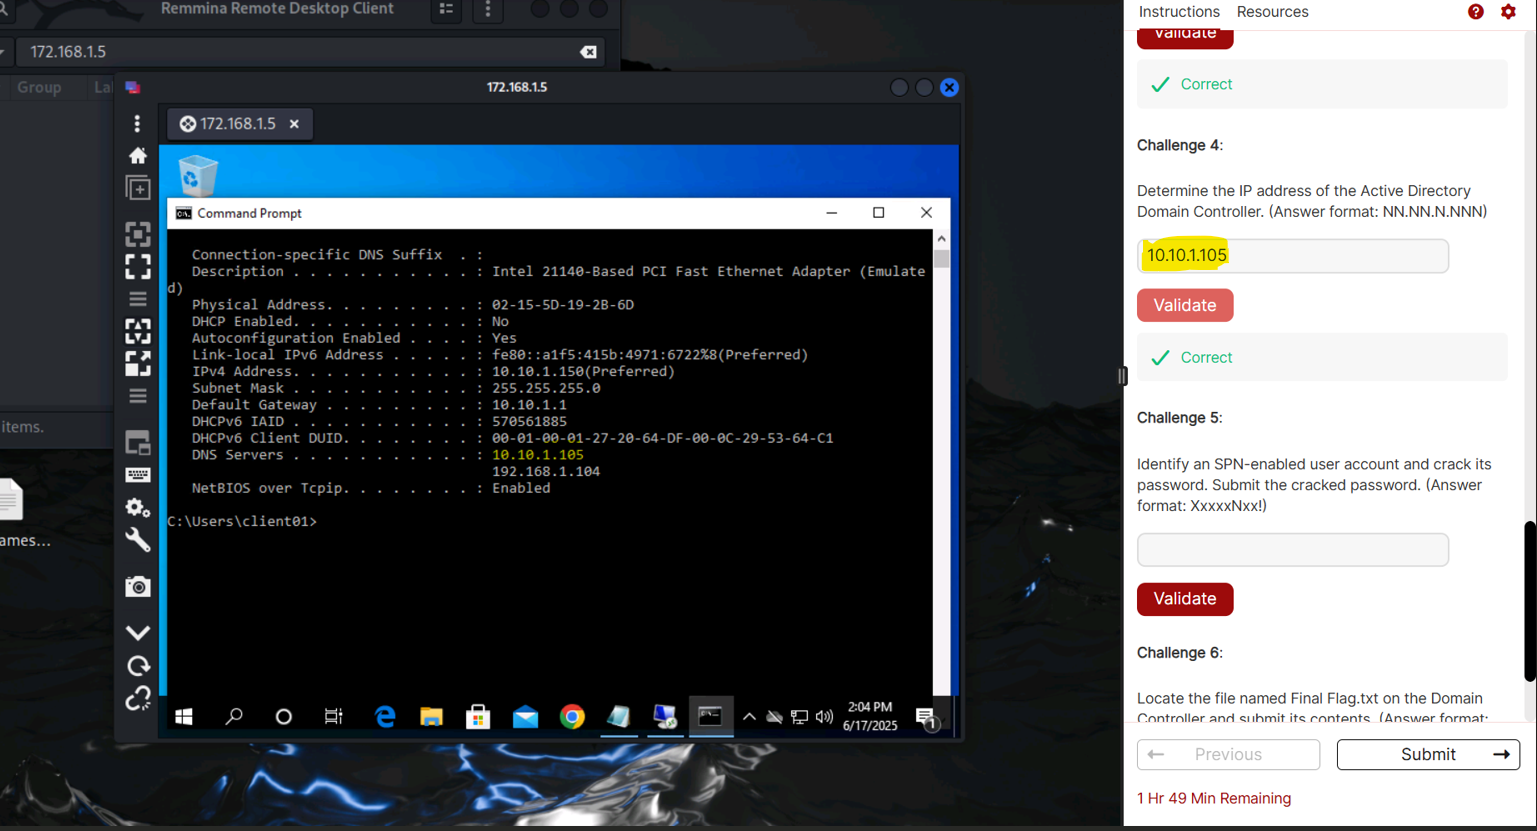 Remmina Remote Desktop Client
172.168.1.5
Group
items.
ames...
172.168.1.5
172.168.1.5
Command Prompt
Connection-specific DNS Suffix . :
Description . . . . . . . . . . . : Intel 21140-Based PCI Fast Ethernet Adapter (Emulate
d)
Physical Address. . . . . . . . . : 02-15-5D-19-2B-6D
DHCP Enabled. . . . . . . . . . . : No
Autoconfiguration Enabled . . . . : Yes
Link-local IPv6 Address . . . . . : fe80::a1f5:415b:4971:6722%8(Preferred)
IPv4 Address. . . . . . . . . . . : 10.10.1.150(Preferred)
Subnet Mask . . . . . . . . . . . : 255.255.255.0
Default Gateway . . . . . . . . . : 10.10.1.1
DHCPv6 IAID . . . . . . . . . . . : 570561885
DHCPv6 Client DUID. . . . . . . . : 00-01-00-01-27-20-64-DF-00-0C-29-53-64-C1
DNS Servers . . . . . . . . . . . : 10.10.1.105
192.168.1.104
NetBIOS over Tcpip. . . . . . . . : Enabled
C:\Users\client01>
2:04 PM
6/17/2025
1
Instructions Resources
Validate
Correct
Challenge 4:
Determine the IP address of the Active Directory
Domain Controller. (Answer format: NN.NN.N.NNN)
10.10.1.105
Validate
Correct
Challenge 5:
Identify an SPN-enabled user account and crack its
password. Submit the cracked password. (Answer
format: XxxxxNxx!)
Validate
Challenge 6:
Locate the file named Final Flag.txt on the Domain
Controller and submit its contents. (Answer format:
Previous
Submit
1 Hr 49 Min Remaining